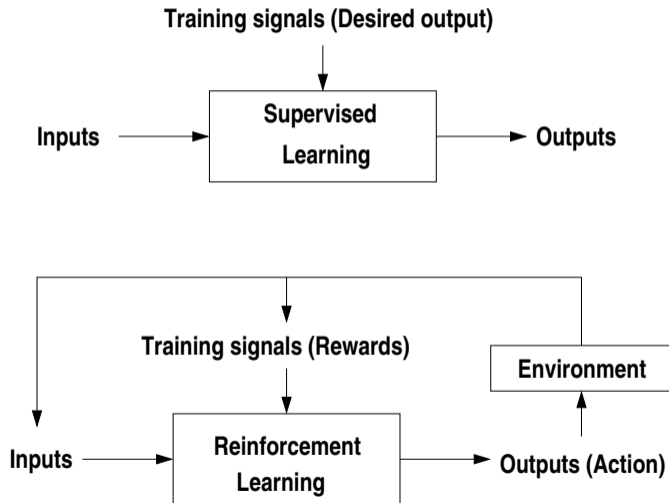 Training signals (Desired output)
Inputs
Supervised
Learning
Outputs
Training signals (Rewards)
Environment
Inputs
Reinforcement
Learning
Outputs (Action)